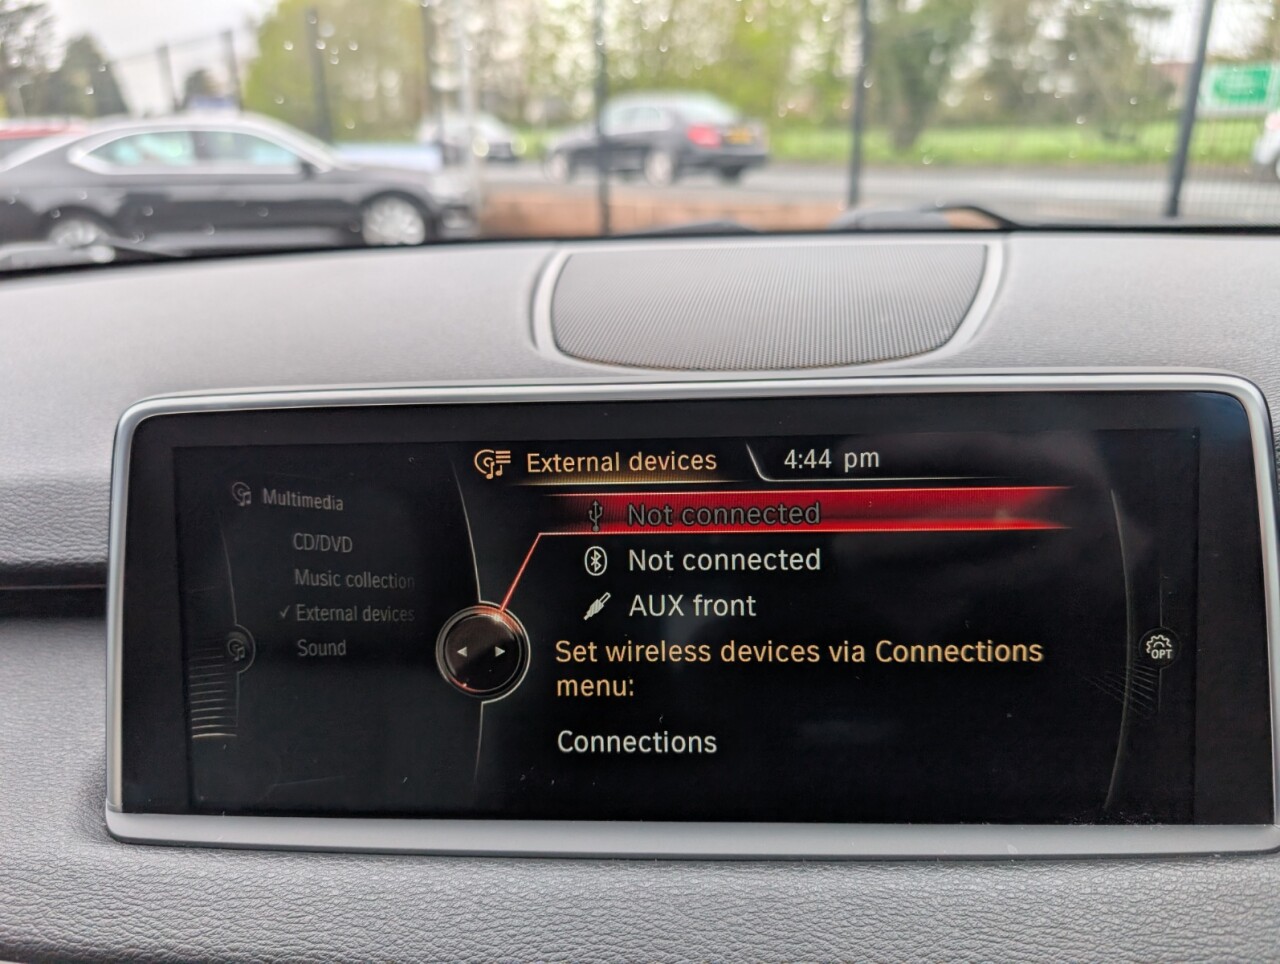 External devices
4:44 pm
Multimedia
CD/DVD
Music collection
External devices
Sound
Not connected
Not connected
AUX front
Set wireless devices via Connections
menu:
Connections
OPT